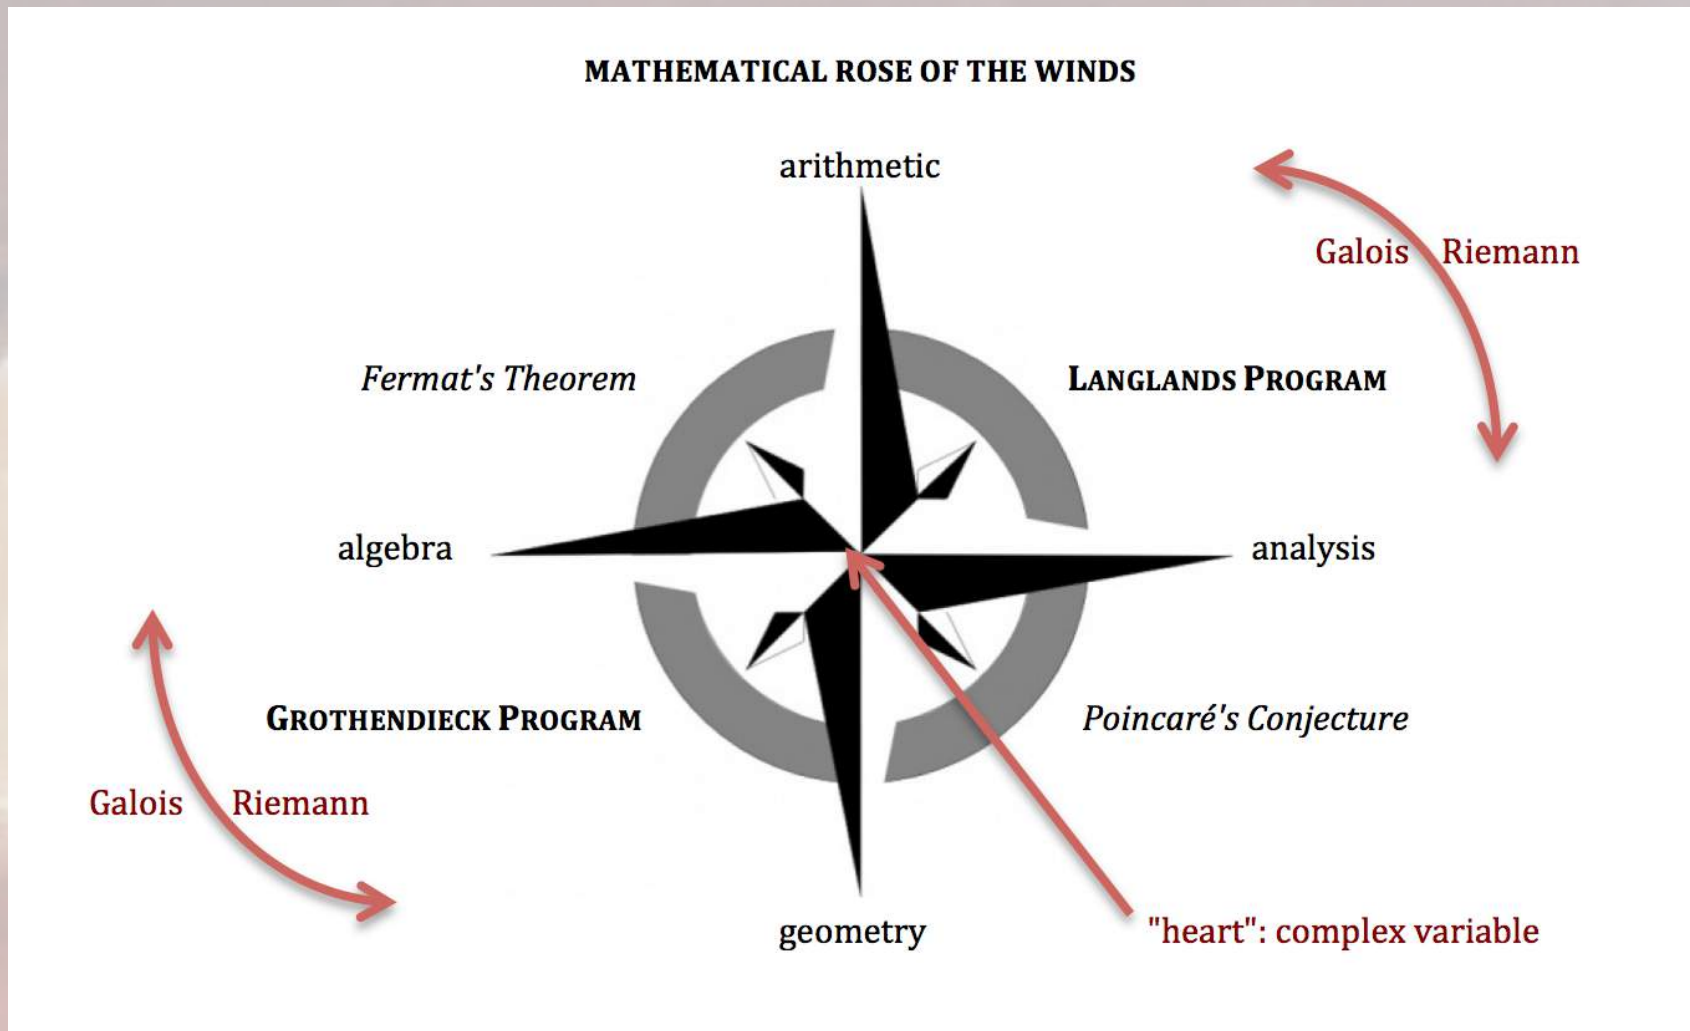 MATHEMATICAL ROSE OF THE WINDS
arithmetic
Galois Riemann
Fermat's Theorem
LANGLANDS PROGRAM
algebra
analysis
GROTHENDIECK PROGRAM
Poincaré's Conjecture
Galois Riemann
geometry
"heart": complex variable